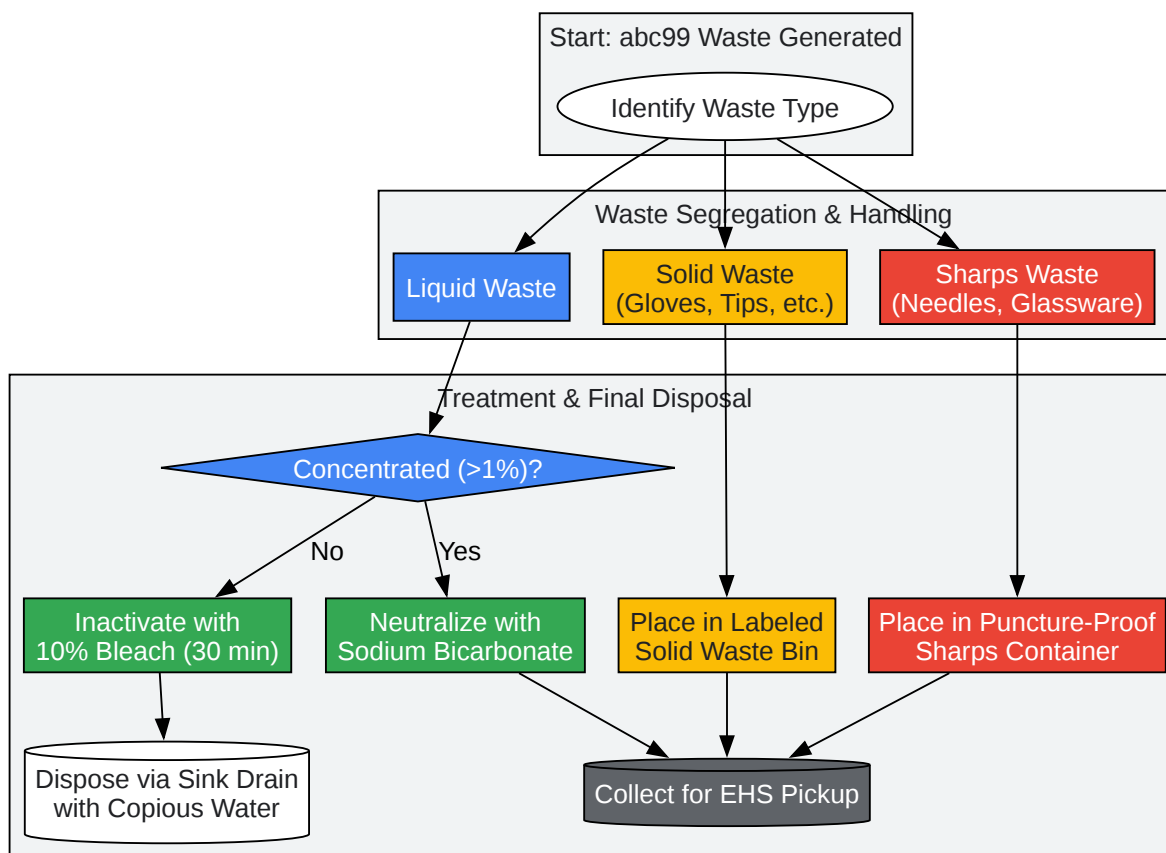 Start: abc99 Waste Generated
Identify Waste Type
Waste Segregation & Handling
Liquid Waste
Solid Waste
(Gloves, Tips, etc.)
Sharps Waste
(Needles, Glassware)
Treatment & Final Disposal
Concentrated (>1%)?
No
Yes
Inactivate with
10% Bleach (30 min)
Neutralize with
Sodium Bicarbonate
Place in Labeled
Solid Waste Bin
Place in Puncture-Proof
Sharps Container
Dispose via Sink Drain
with Copious Water
Collect for EHS Pickup